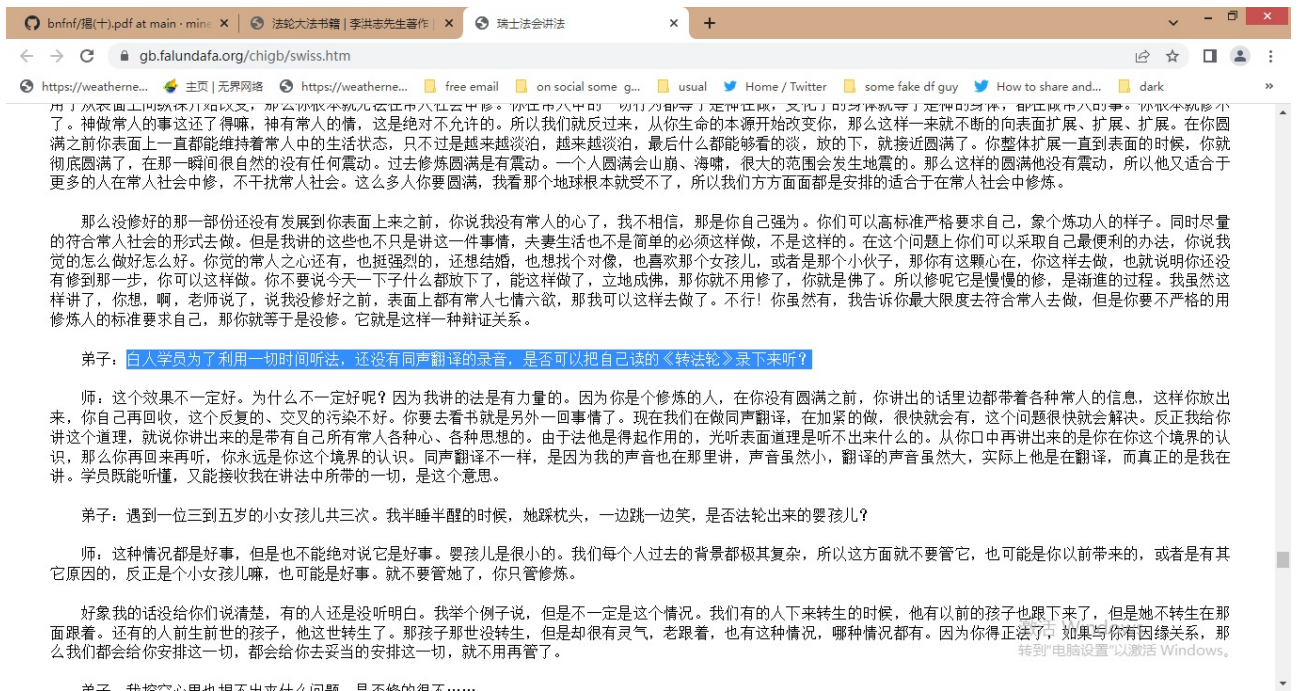 bnfnf/揭(十).pdf at main · mine
法轮大法书籍 | 李洪志先生著作 |
瑞士法会讲法
gb.falundafa.org/chigb/swiss.htm
https://weatherne...
主页 | 无界网络
https://weatherne...
free email
on social some g...
usual
Home / Twitter
some fake df guy
How to share and...
dark
»
了。神做常人的事这还了得嘛，神有常人的情，这是绝对不允许的。所以我们就反过来，从你生命的本源开始改变你，那么这样一来就不断的向表面扩展、扩展、扩展。在你圆
满之前你表面上一直都能维持着常人中的生活状态，只不过是越来越淡泊，越来越淡泊，最后什么都能够看的淡，放的下，就接近圆满了。你整体扩展一直到表面的时候，你就
彻底圆满了，在那一瞬间很自然的没有任何震动。过去修炼圆满是有震动。一个人圆满会山崩、海啸，很大的范围会发生地震的。那么这样的圆满他没有震动，所以他又适合于
更多的人在常人社会中修，不干扰常人社会。这么多人你要圆满，我看那个地球根本就受不了，所以我们方方面面都是安排的适合于在常人社会中修炼。
那么没修好的那一部份还没有发展到你表面上来之前，你说我没有常人的心了，我不相信，那是你自己强为。你们可以高标准严格要求自己，象个炼功人的样子。同时尽量
的符合常人社会的形式去做。但是我讲的这些也不只是讲这一件事情，夫妻生活也不是简单的必须这样做，不是这样的。在这个问题上你们可以采取自己最便利的办法，你说我
觉的怎么做好怎么好。你觉的常人之心还有，也挺强烈的，还想结婚，也想找个对像，也喜欢那个女孩儿，或者是那个小伙子，那你有这颗心在，你这样去做，也就说明你还没
有修到那一步，你可以这样做。你不要说今天一下子什么都放下了，能这样做了，立地成佛，那你就不用修了，你就是佛了。所以修呢它是慢慢的修，是渐进的过程。我虽然这
样讲了，你想，啊，老师说了，说我没修好之前，表面上都有常人七情六欲，那我可以这样去做了。不行！你虽然有，我告诉你最大限度去符合常人去做，但是你要不严格的用
修炼人的标准要求自己，那你就等于是没修。它就是这样一种辩证关系。
弟子：白人学员为了利用一切时间听法，还没有同声翻译的录音，是否可以把自己读的《转法轮》录下来听？
师：这个效果不一定好。为什么不一定好呢？因为我讲的法是有力量的。因为你是个修炼的人，在你没有圆满之前，你讲出的话里边都带着各种常人的信息，这样你放出
来，你自己再回收，这个反复的、交叉的污染不好。你要去看书就是另外一回事情了。现在我们在做同声翻译，在加紧的做，很快就会有，这个问题很快就会解决。反正我给你
讲这个道理，就说你讲出来的是带有自己所有常人各种心、各种思想的。由于法他是得起作用的，光听表面道理是听不出来什么的。从你口中再讲出来的是你在你这个境界的认
识，那么你再回来再听，你永远是你这个境界的认识。同声翻译不一样，是因为我的声音也在那里讲，声音虽然小，翻译的声音虽然大，实际上他是在翻译，而真正的是我在
讲。学员既能听懂，又能接收我在讲法中所带的一切，是这个意思。
弟子：遇到一位三到五岁的小女孩儿共三次。我半睡半醒的时候，她踩枕头，一边跳一边笑，是否法轮出来的婴孩儿？
师：这种情况都是好事，但是也不能绝对说它是好事。婴孩儿是很小的。我们每个人过去的背景都极其复杂，所以这方面就不要管它，也可能是你以前带来的，或者是有其
它原因的，反正是个小女孩儿嘛，也可能是好事。就不要管她了，你只管修炼。
好象我的话没给你们说清楚，有的人还是没听明白。我举个例子说，但是不一定是这个情况。我们有的人下来转生的时候，他有以前的孩子也跟下来了，但是她不转生在那
面跟着。还有的人前生前世的孩子，他这世转生了。那孩子那世没转生，但是却很有灵气，老跟着，也有这种情况，哪种情况都有。因为你得正法了，如果与你有因缘关系，那
么我们都会给你安排这一切，都会给你去妥当的安排这一切，就不用再管了。
激活 Windows
转到"电脑设置"以激活 Windows。